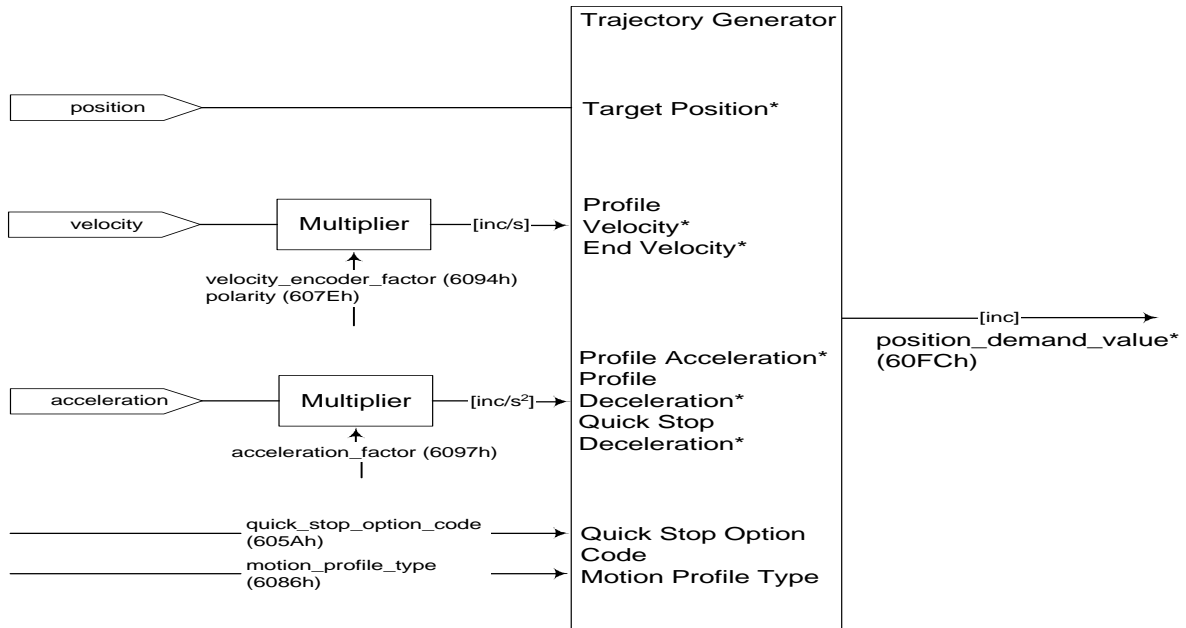 Trajectory Generator
position
Target Position*
velocity
Multiplier
[inc/s]
Profile
Velocity*
End Velocity*
velocity_encoder_factor (6094h)
polarity (607Eh)
[inc]
position_demand_value*
(60FCh)
acceleration
Multiplier
[inc/s²]
Profile Acceleration*
Profile
Deceleration*
Quick Stop
Deceleration*
acceleration_factor (6097h)
quick_stop_option_code
(605Ah)
Quick Stop Option
Code
motion_profile_type
(6086h)
Motion Profile Type